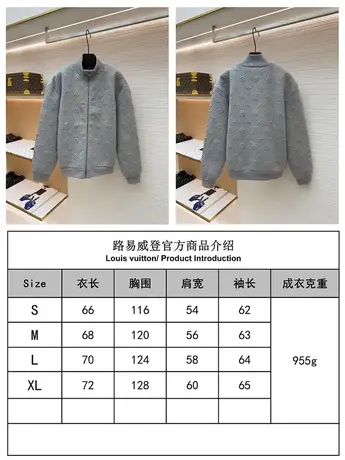 路易威登官方商品介绍
Louis vuitton/ Product Introduction
Size 衣长 胸围 肩宽 袖长 成衣克重
S 66 116 54 62
M 68 120 56 63
L 70 124 58 64 955g
XL 72 128 60 65